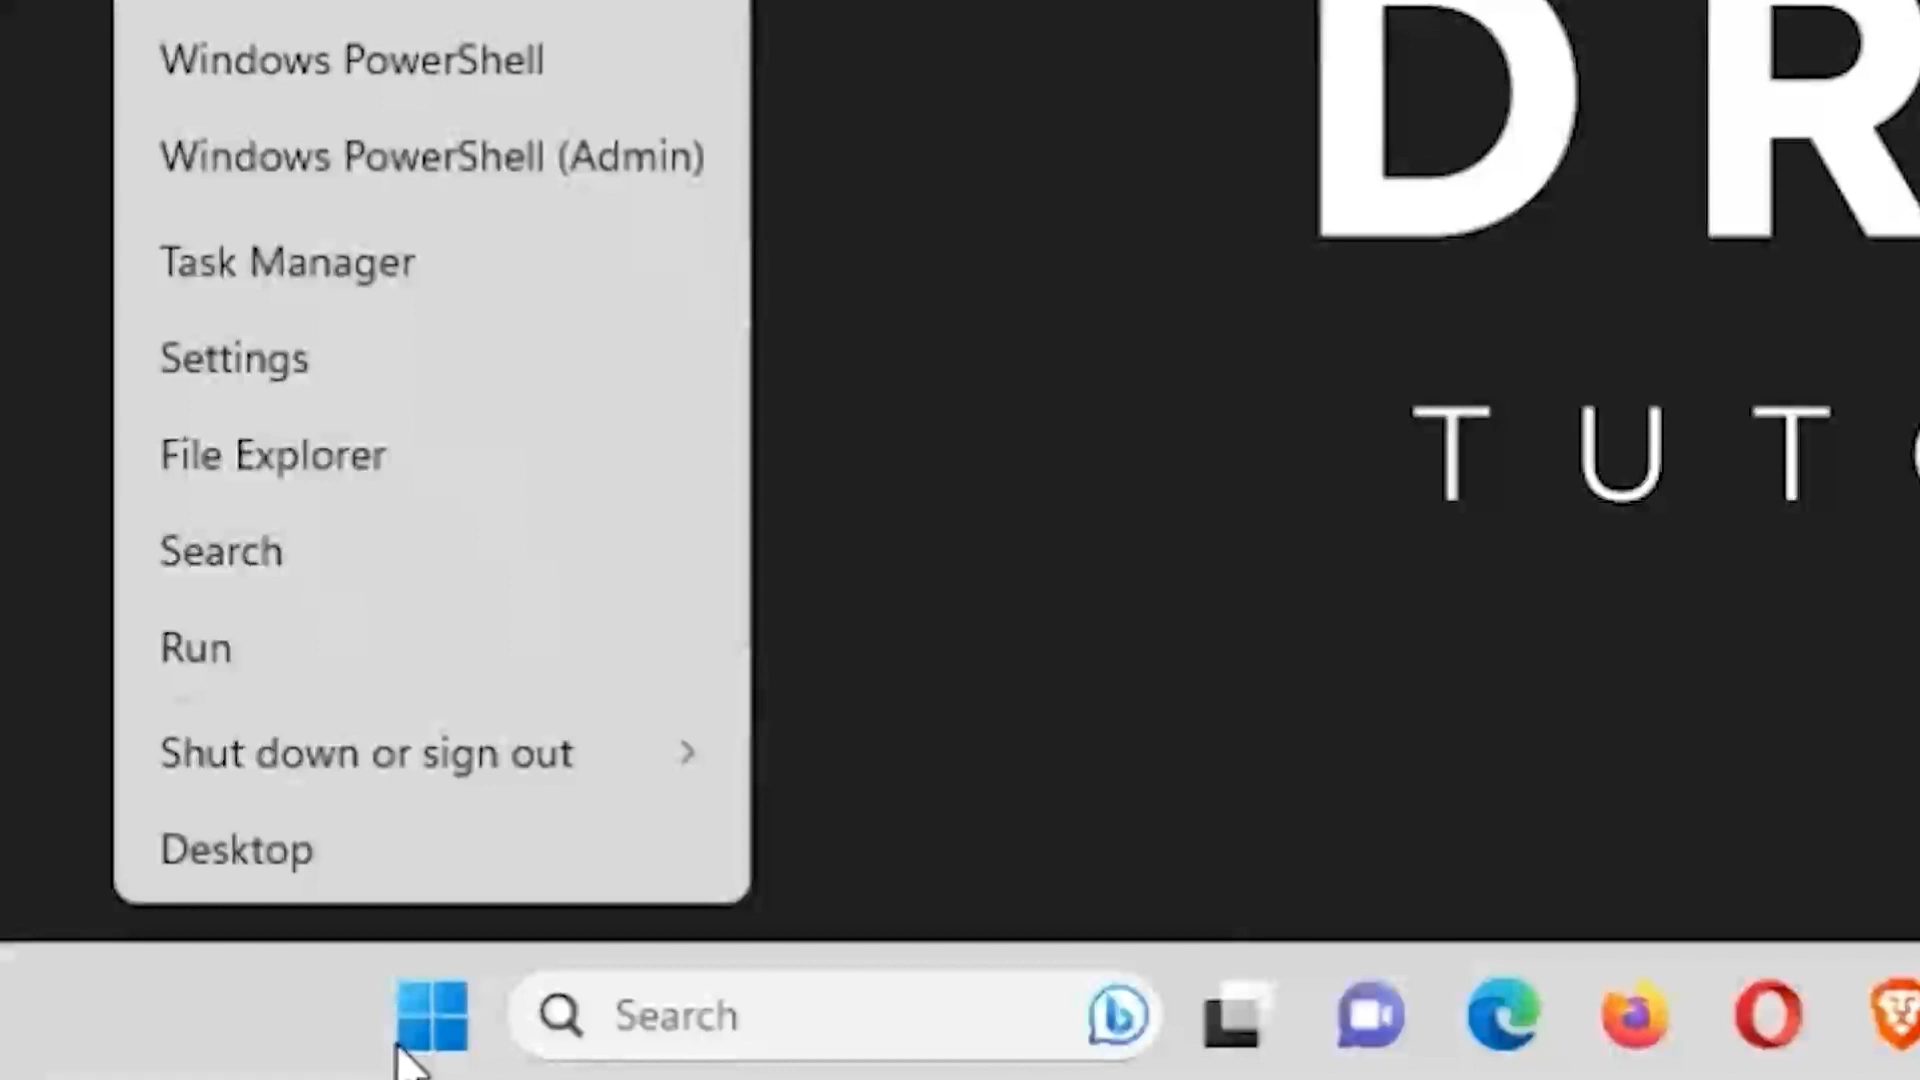 Windows PowerShell
Windows PowerShell (Admin)
Task Manager
Settings
File Explorer
Search
Run
Shut down or sign out
Desktop
D R
T U T
Search